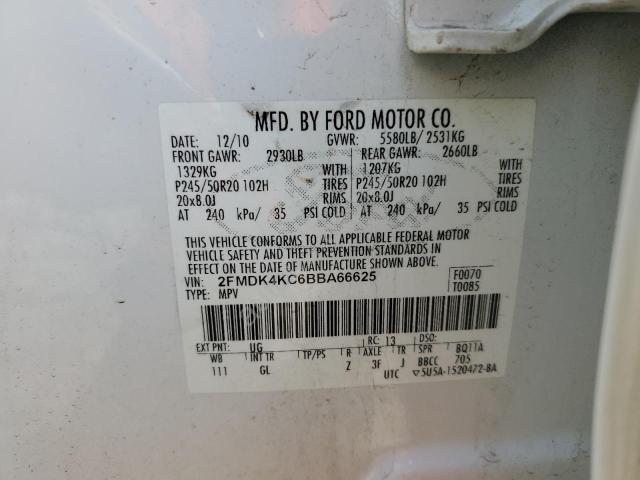 MFD. BY FORD MOTOR CO.
DATE: 12/10 GVWR: 5580LB/ 2531KG
FRONT GAWR: 2930LB REAR GAWR: 2660LB
1329KG WITH 1207KG WITH
P245/50R20 102H TIRES P245/50R20 102H TIRES
20x8.0J RIMS 20x8.0J RIMS
AT 240 kPa/ 35 PSI COLD AT 240 kPa/ 35 PSI COLD
THIS VEHICLE CONFORMS TO ALL APPLICABLE FEDERAL MOTOR
VEHICLE SAFETY AND THEFT PREVENTION STANDARDS IN
EFFECT ON THE DATE OF MANUFACTURE SHOWN ABOVE.
VIN: 2FMDK4KC6BBA66625 F0070
TYPE: MPV T0085
EXT PNT: UG RC: 13 DSO:
WB INT TR TP/PS R AXLE TR SPR BQ11A
111 GL Z 3F J BBCC 705
UTC ▽5U5A-1520472-BA